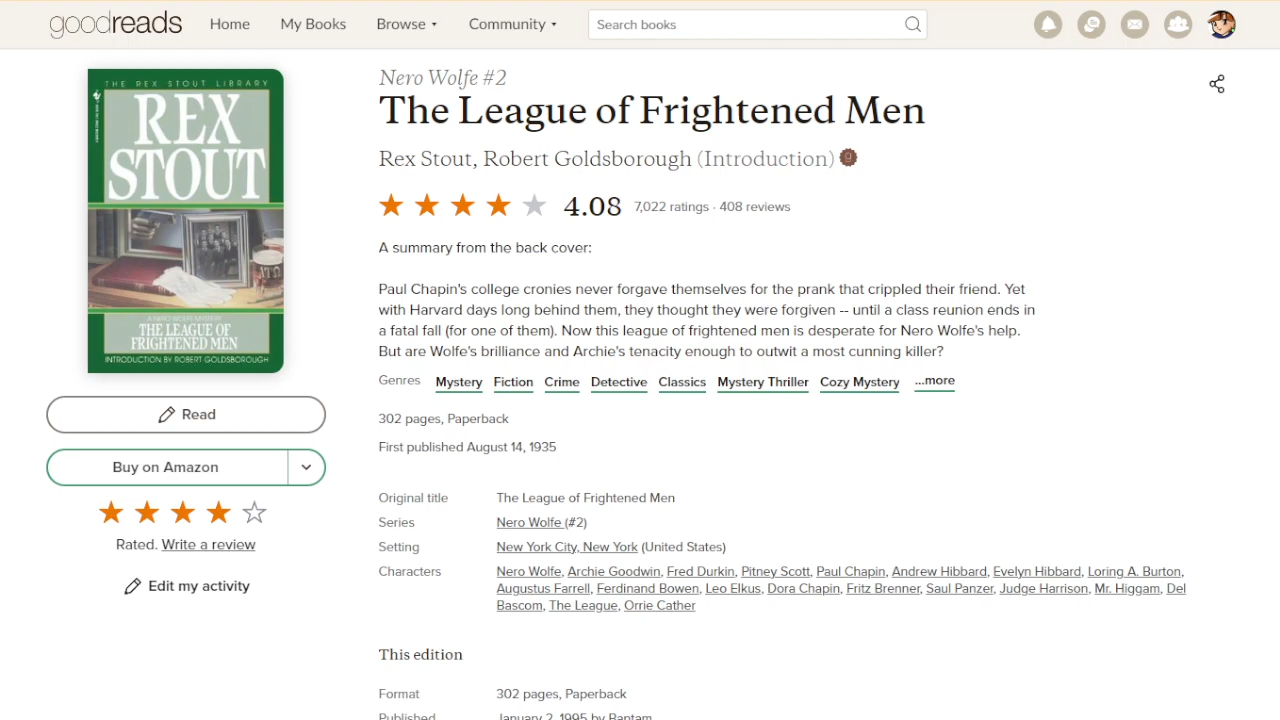 goodreads Home My Books Browse Community Search books
THE REX STOUT LIBRARY
REX
STOUT
A NERO WOLFE MYSTERY
THE LEAGUE OF
FRIGHTENED MEN
INTRODUCTION BY ROBERT GOLDSBOROUGH
Read
Buy on Amazon
Rated. Write a review
Edit my activity
Nero Wolfe #2
The League of Frightened Men
Rex Stout, Robert Goldsborough (Introduction)
4.08 7,022 ratings · 408 reviews
A summary from the back cover:
Paul Chapin's college cronies never forgave themselves for the prank that crippled their friend. Yet
with Harvard days long behind them, they thought they were forgiven -- until a class reunion ends in
a fatal fall (for one of them). Now this league of frightened men is desperate for Nero Wolfe's help.
But are Wolfe's brilliance and Archie's tenacity enough to outwit a most cunning killer?
Genres Mystery Fiction Crime Detective Classics Mystery Thriller Cozy Mystery ...more
302 pages, Paperback
First published August 14, 1935
Original title The League of Frightened Men
Series Nero Wolfe (#2)
Setting New York City, New York (United States)
Characters Nero Wolfe, Archie Goodwin, Fred Durkin, Pitney Scott, Paul Chapin, Andrew Hibbard, Evelyn Hibbard, Loring A. Burton,
Augustus Farrell, Ferdinand Bowen, Leo Elkus, Dora Chapin, Fritz Brenner, Saul Panzer, Judge Harrison, Mr. Higgam, Del
Bascom, The League, Orrie Cather
This edition
Format 302 pages, Paperback
Published January 2, 1995 by Bantam